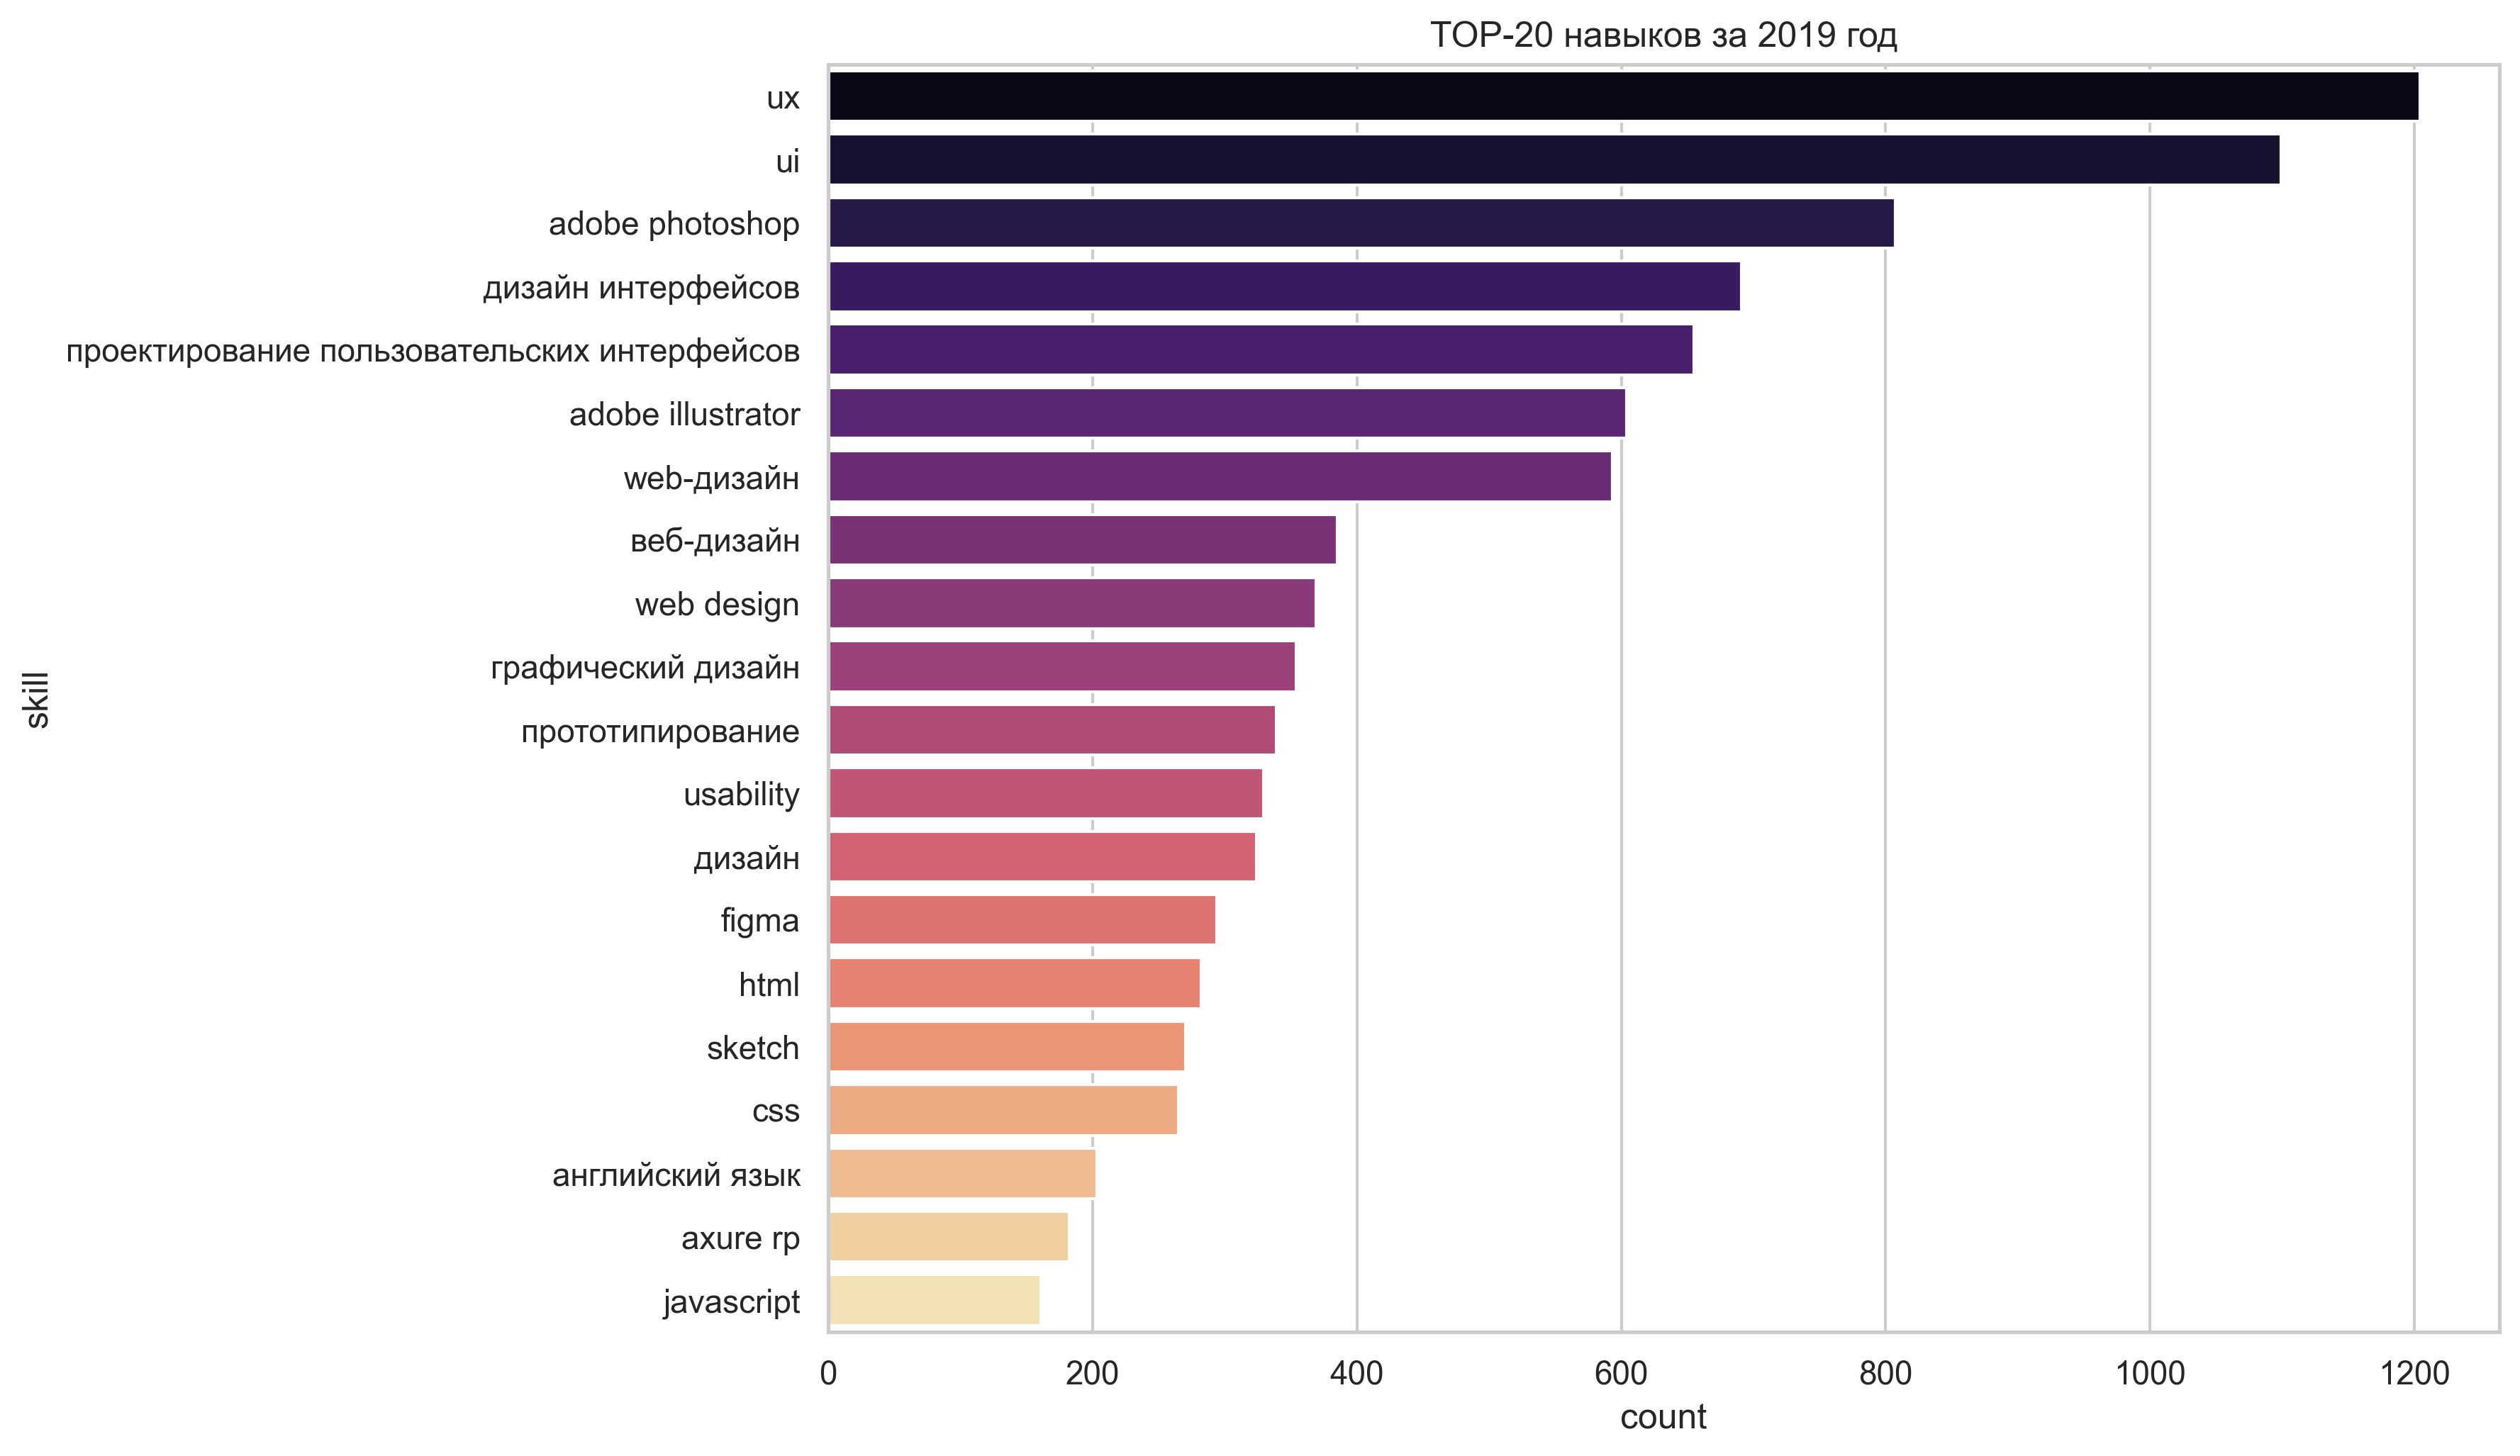 TOP-20 навыков за 2019 год
ux
ui
adobe photoshop
дизайн интерфейсов
проектирование пользовательских интерфейсов
adobe illustrator
web-дизайн
веб-дизайн
web design
графический дизайн
прототипирование
usability
дизайн
figma
html
sketch
css
английский язык
axure rp
javascript
skill
0 200 400 600 800 1000 1200
count